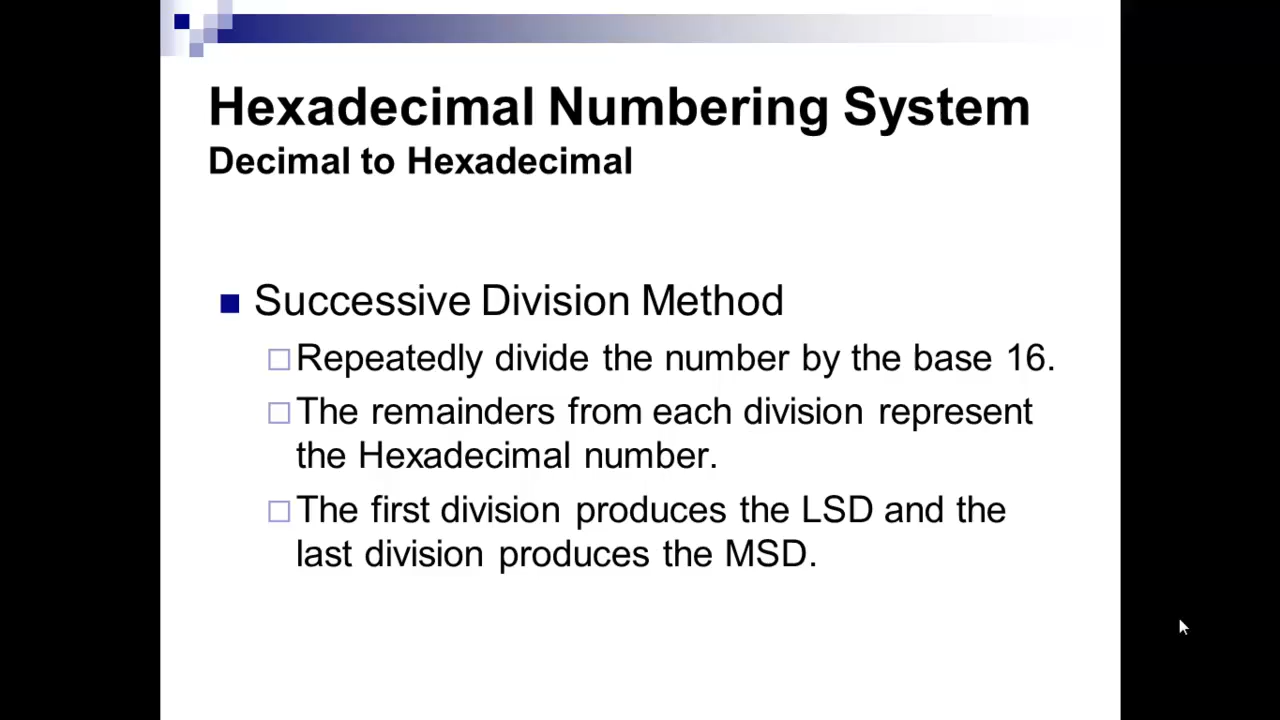 Hexadecimal Numbering System
Decimal to Hexadecimal
Successive Division Method
Repeatedly divide the number by the base 16.
The remainders from each division represent
the Hexadecimal number.
The first division produces the LSD and the
last division produces the MSD.